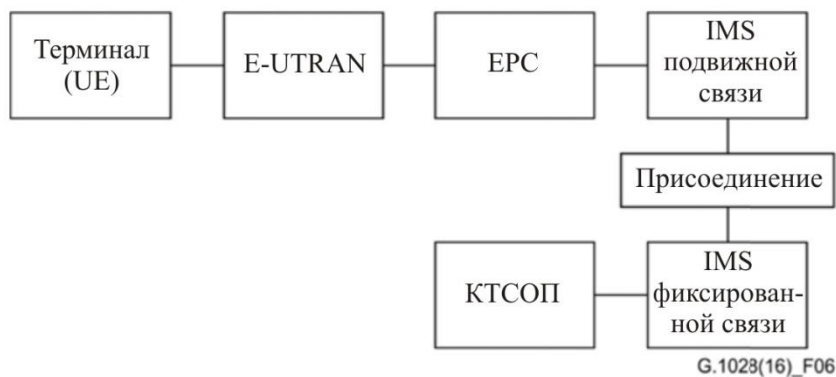 Терминал
(UE)
E-UTRAN
EPC
IMS
подвижной
связи
Присоединение
КТСОП
IMS
фиксирован-
ной связи
G.1028(16)_F06